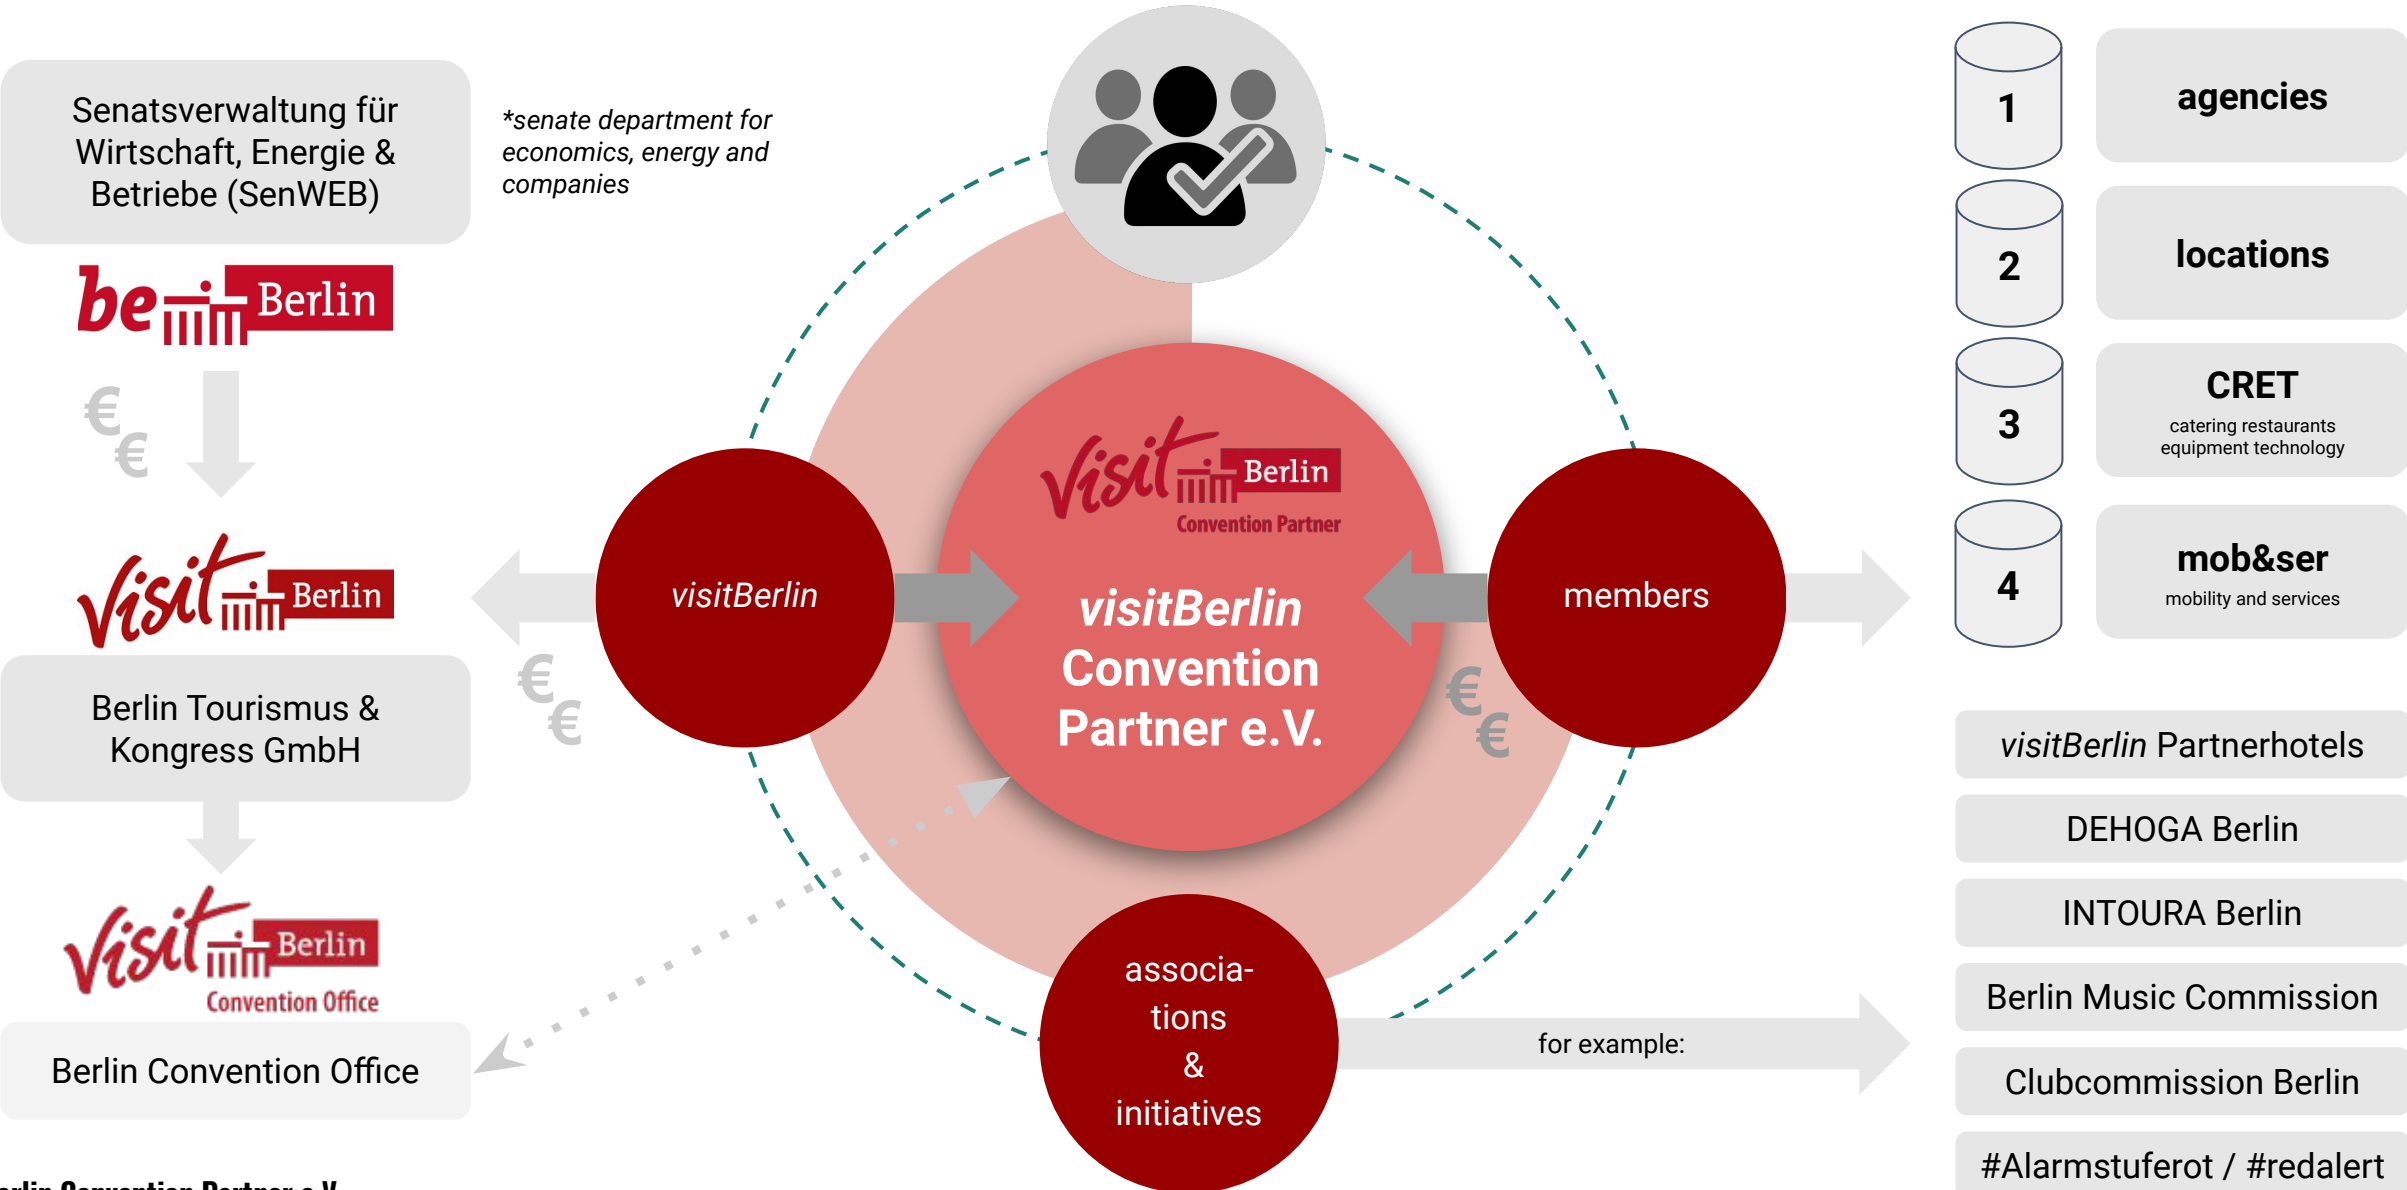 Senatsverwaltung für
Wirtschaft, Energie &
Betriebe (SenWEB)
*senate department for
economics, energy and
companies
be Berlin
€
€
visit Berlin
Berlin Tourismus &
Kongress GmbH
visit Berlin
Convention Office
Berlin Convention Office
€
€
visitBerlin
visit Berlin
Convention Partner
visitBerlin
Convention
Partner e.V.
€
€
members
associa-
tions
&
initiatives
for example:
1
agencies
2
locations
3
CRET
catering restaurants
equipment technology
4
mob&ser
mobility and services
visitBerlin Partnerhotels
DEHOGA Berlin
INTOURA Berlin
Berlin Music Commission
Clubcommission Berlin
#Alarmstuferot / #redalert
Convention Partner e.V.